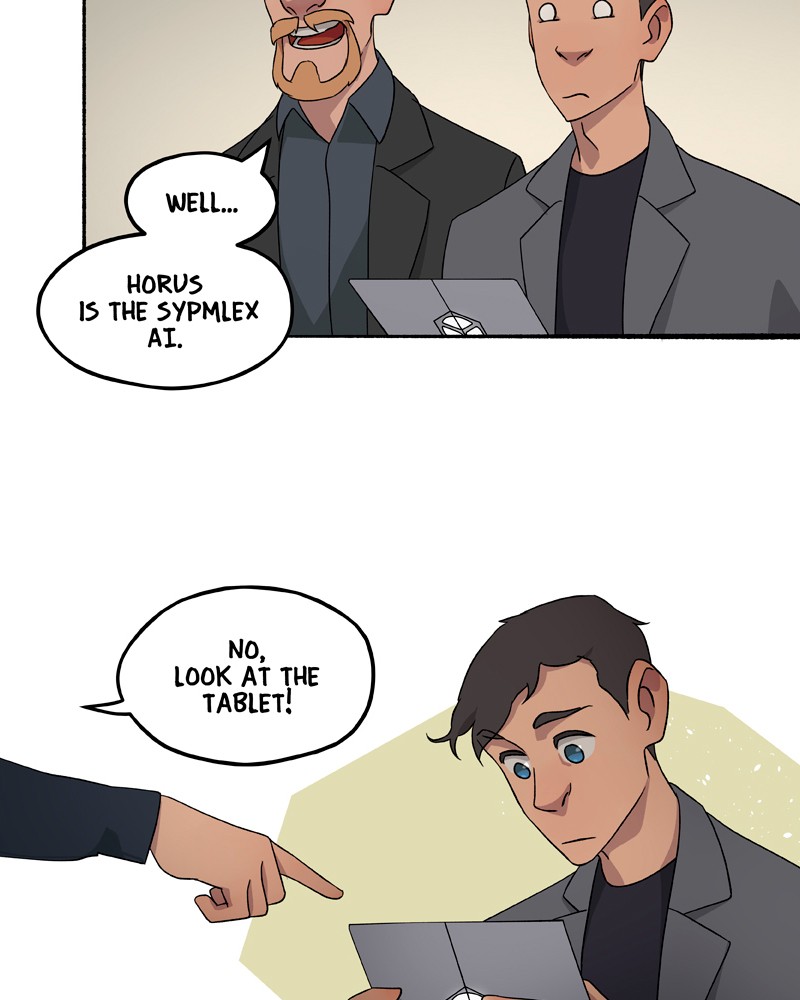 WELL...
HORUS
IS THE SYPMLEX
AI.
NO,
LOOK AT THE
TABLET!